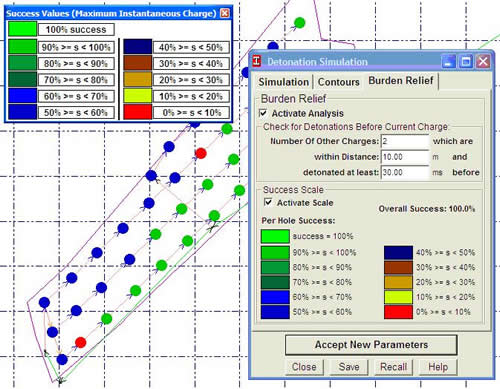 Success Values (Maximum Instantaneous Charge)
100% success
90% >= s < 100%
40% >= s < 50%
80% >= s < 90%
30% >= s < 40%
70% >= s < 80%
20% >= s < 30%
60% >= s < 70%
10% >= s < 20%
50% >= s < 60%
0% >= s < 10%
Detonation Simulation
Simulation Contours Burden Relief
Burden Relief
Activate Analysis
Check for Detonations Before Current Charge:
Number Of Other Charges: 2 which are
within Distance: 10.00 m and
detonated at least: 30.00 ms before
Success Scale
Activate Scale
Overall Success: 100.0%
Per Hole Success:
success = 100%
90% >= s < 100%
40% >= s < 50%
80% >= s < 90%
30% >= s < 40%
70% >= s < 80%
20% >= s < 30%
60% >= s < 70%
10% >= s < 20%
50% >= s < 60%
0% >= s < 10%
Accept New Parameters
Close Save Recall Help